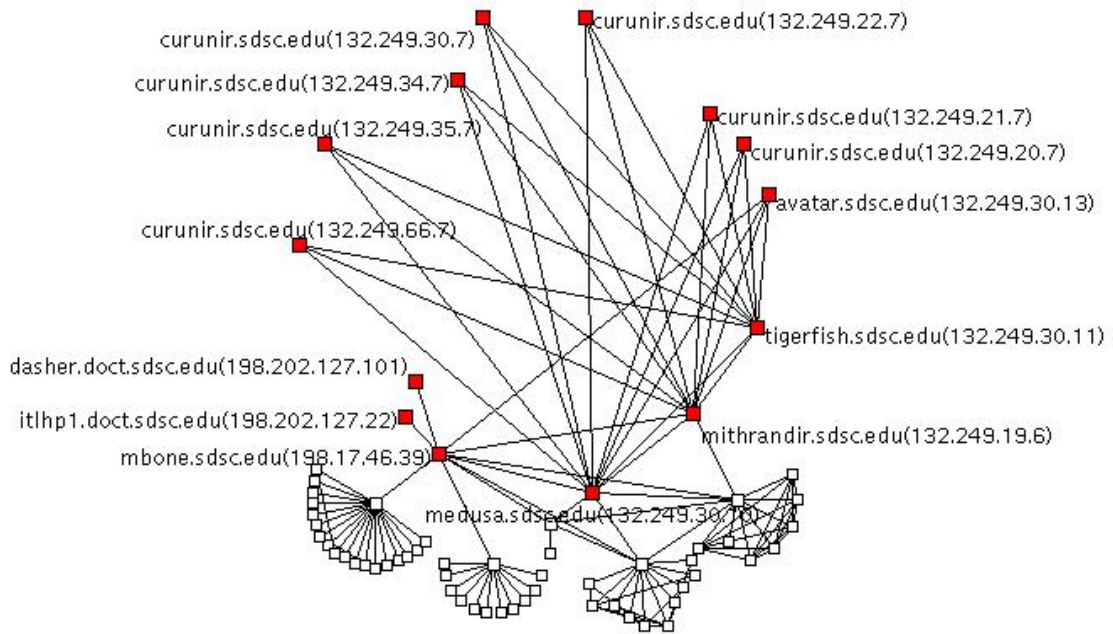 curunir.sdsc.edu(132.249.22.7)
curunir.sdsc.edu(132.249.30.7)
curunir.sdsc.edu(132.249.34.7)
curunir.sdsc.edu(132.249.21.7)
curunir.sdsc.edu(132.249.35.7)
curunir.sdsc.edu(132.249.20.7)
avatar.sdsc.edu(132.249.30.13)
curunir.sdsc.edu(132.249.66.7)
tigerfish.sdsc.edu(132.249.30.11)
dasher.doct.sdsc.edu(198.202.127.101)
itlhp1.doct.sdsc.edu(198.202.127.22)
mithrandir.sdsc.edu(132.249.19.6)
mbone.sdsc.edu(198.17.46.39)
medusa.sdsc.edu